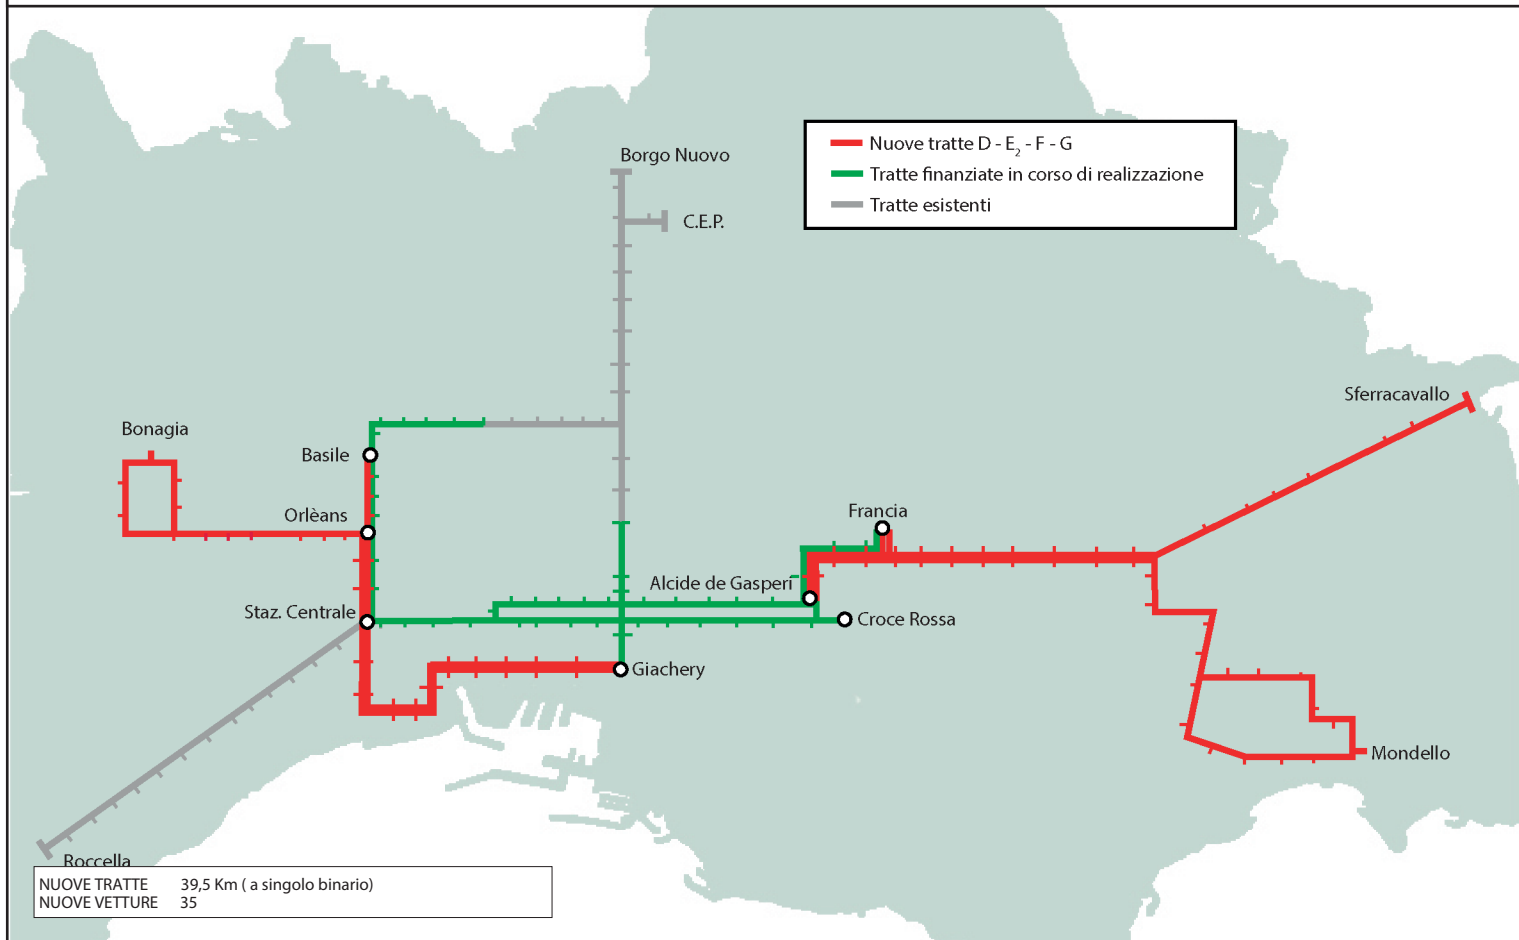 Nuove tratte D - E2 - F - G
Tratte finanziate in corso di realizzazione
Tratte esistenti
Borgo Nuovo
C.E.P.
Sferracavallo
Bonagia
Basile
Orlèans
Francia
Alcide de Gasperi
Staz. Centrale
Croce Rossa
Giachery
Mondello
Roccella
NUOVE TRATTE 39,5 Km ( a singolo binario)
NUOVE VETTURE 35